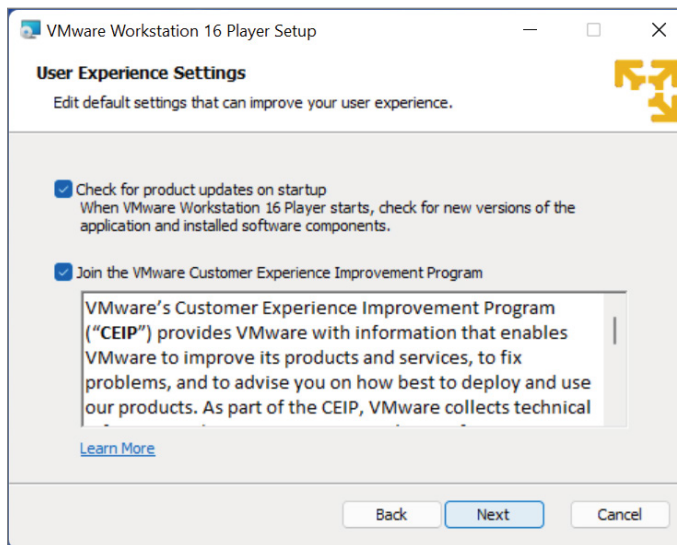 VMware Workstation 16 Player Setup
User Experience Settings
Edit default settings that can improve your user experience.
Check for product updates on startup
When VMware Workstation 16 Player starts, check for new versions of the
application and installed software components.
Join the VMware Customer Experience Improvement Program
VMware's Customer Experience Improvement Program
("CEIP") provides VMware with information that enables
VMware to improve its products and services, to fix
problems, and to advise you on how best to deploy and use
our products. As part of the CEIP, VMware collects technical
Learn More
Back
Next
Cancel